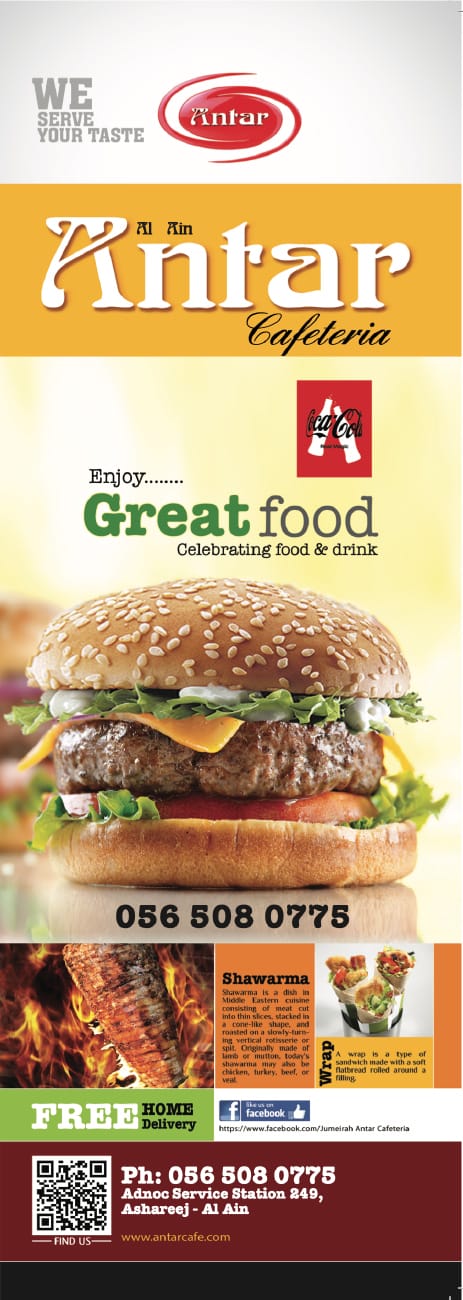 WE
SERVE
YOUR TASTE
Antar
Al Ain
Antar
Cafeteria
Coca-Cola
Enjoy........
Great food
Celebrating food & drink
056 508 0775
Shawarma
Shawarma is a dish in
Middle Eastern cuisine
consisting of meat cut
into thin slices, stacked in
a cone-like shape, and
roasted on a slowly-turn-
ing vertical rotisserie or
spit. Originally made of
lamb or mutton, today's
shawarma may also be
chicken, turkey, beef, or
veal.
Wrap
A wrap is a type of
sandwich made with a soft
flatbread rolled around a
filling.
FREE HOME
Delivery
like us on
facebook
https://www.facebook.com/Jumeirah Antar Cafeteria
FIND US
Ph: 056 508 0775
Adnoc Service Station 249,
Ashareej - Al Ain
www.antarcafe.com